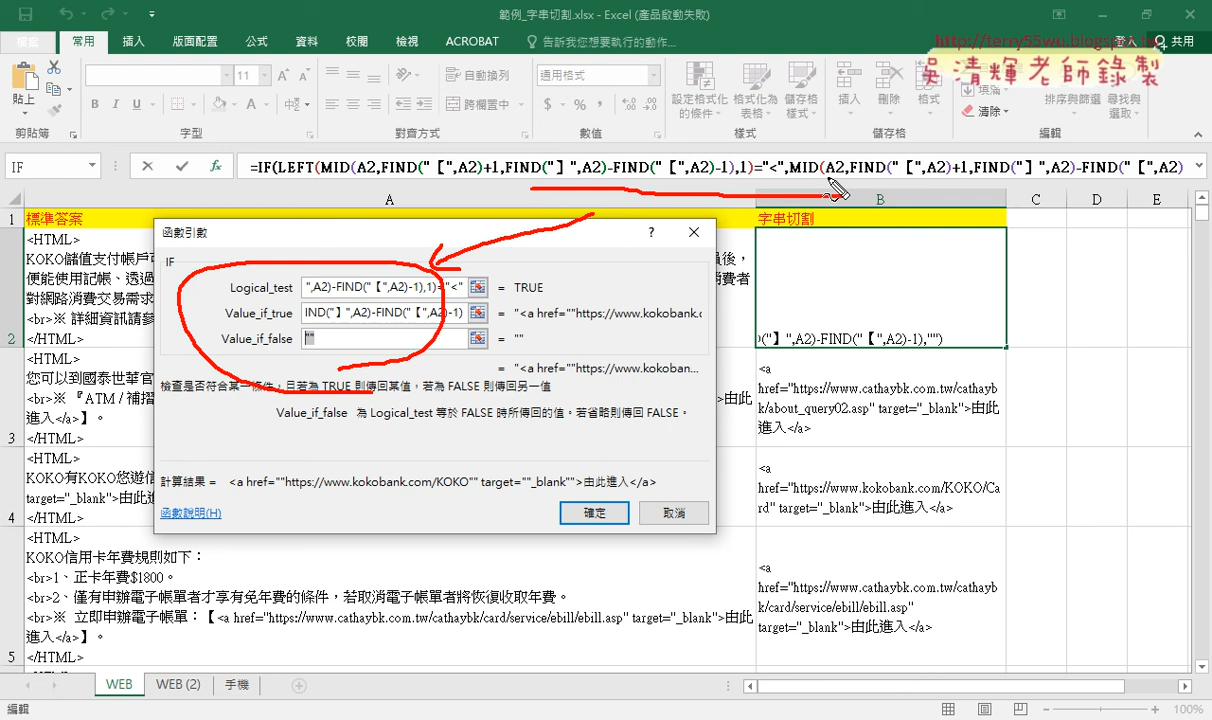 範例_字串切割.xlsx - Excel (產品啟動失敗)
檔案 常用 插入 版面配置 公式 資料 校閱 檢視 ACROBAT 告訴我您想要執行的動作... 登入 共用
http://terry55wu.blogspot.tw
吳清輝老師錄製
貼上 11 自動換列 通用格式 設定格式化的條件 格式化為表格 儲存格樣式 插入 刪除 格式 填滿 清除 排序與篩選 尋找與選取
B I U 跨欄置中 $ % ,
剪貼簿 字型 對齊方式 數值 樣式 儲存格 編輯
IF fx =IF(LEFT(MID(A2,FIND("【",A2)+1,FIND("】",A2)-FIND("【",A2)-1),1)="<",MID(A2,FIND("【",A2)+1,FIND("】",A2)-FIND("【",A2)
A B C D E
1 標準答案 字串切割
2
<HTML>
KOKO儲值支付帳戶
便能使用記帳、透過
對網路消費交易需求
<br>※ 詳細資訊請參
</HTML>
員後，
消費者
("】",A2)-FIND("【",A2)-1),"")
3
<HTML>
您可以到國泰世華官
<br>※『ATM / 補摺
進入</a>】。
</HTML>
由此
<a
href="https://www.cathaybk.com.tw/cathayb
k/about_query02.asp" target="_blank">由此
進入</a>
4
<HTML>
KOKO有KOKO悠遊信
target="_blank">由此
</HTML>
<a
href="https://www.kokobank.com/KOKO/Ca
rd" target="_blank">由此進入</a>
5
<HTML>
KOKO信用卡年費規則如下：
<br>1、正卡年費$1800。
<br>2、僅有申辦電子帳單者才享有免年費的條件，若取消電子帳單者將恢復收取年費。
<br>※ 立即申辦電子帳單：【<a href="https://www.cathaybk.com.tw/cathaybk/card/service/ebill/ebill.asp" target="_blank">由此
進入</a>】。
</HTML>
<a
href="https://www.cathaybk.com.tw/cathayb
k/card/service/ebill/ebill.asp"
target="_blank">由此進入</a>
函數引數 ?
IF
Logical_test ",A2)-FIND("【",A2)-1),1)="<" = TRUE
Value_if_true IND("】",A2)-FIND("【",A2)-1) = "<a href=""https://www.kokobank.c
Value_if_false "" = ""
= "<a href=""https://www.kokoban...
檢查是否符合某一條件，且若為 TRUE 則傳回某值，若為 FALSE 則傳回另一值
Value_if_false 為 Logical_test 等於 FALSE 時所傳回的值。若省略則傳回 FALSE。
計算結果 = <a href=""https://www.kokobank.com/KOKO"" target=""_blank"">由此進入</a>
函數說明(H) 確定 取消
WEB WEB (2) 手機
編輯 100%